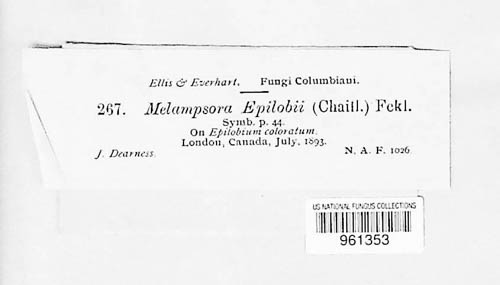 Ellis & Everhart. Fungi Columbiani.
267. Melampsora Epilobii (Chaill.) Fckl.
Symb. p. 44.
On Epilobium coloratum.
London, Canada, July, 1893.
J. Dearness. N. A. F. 1026.
US NATIONAL FUNGUS COLLECTIONS
961353